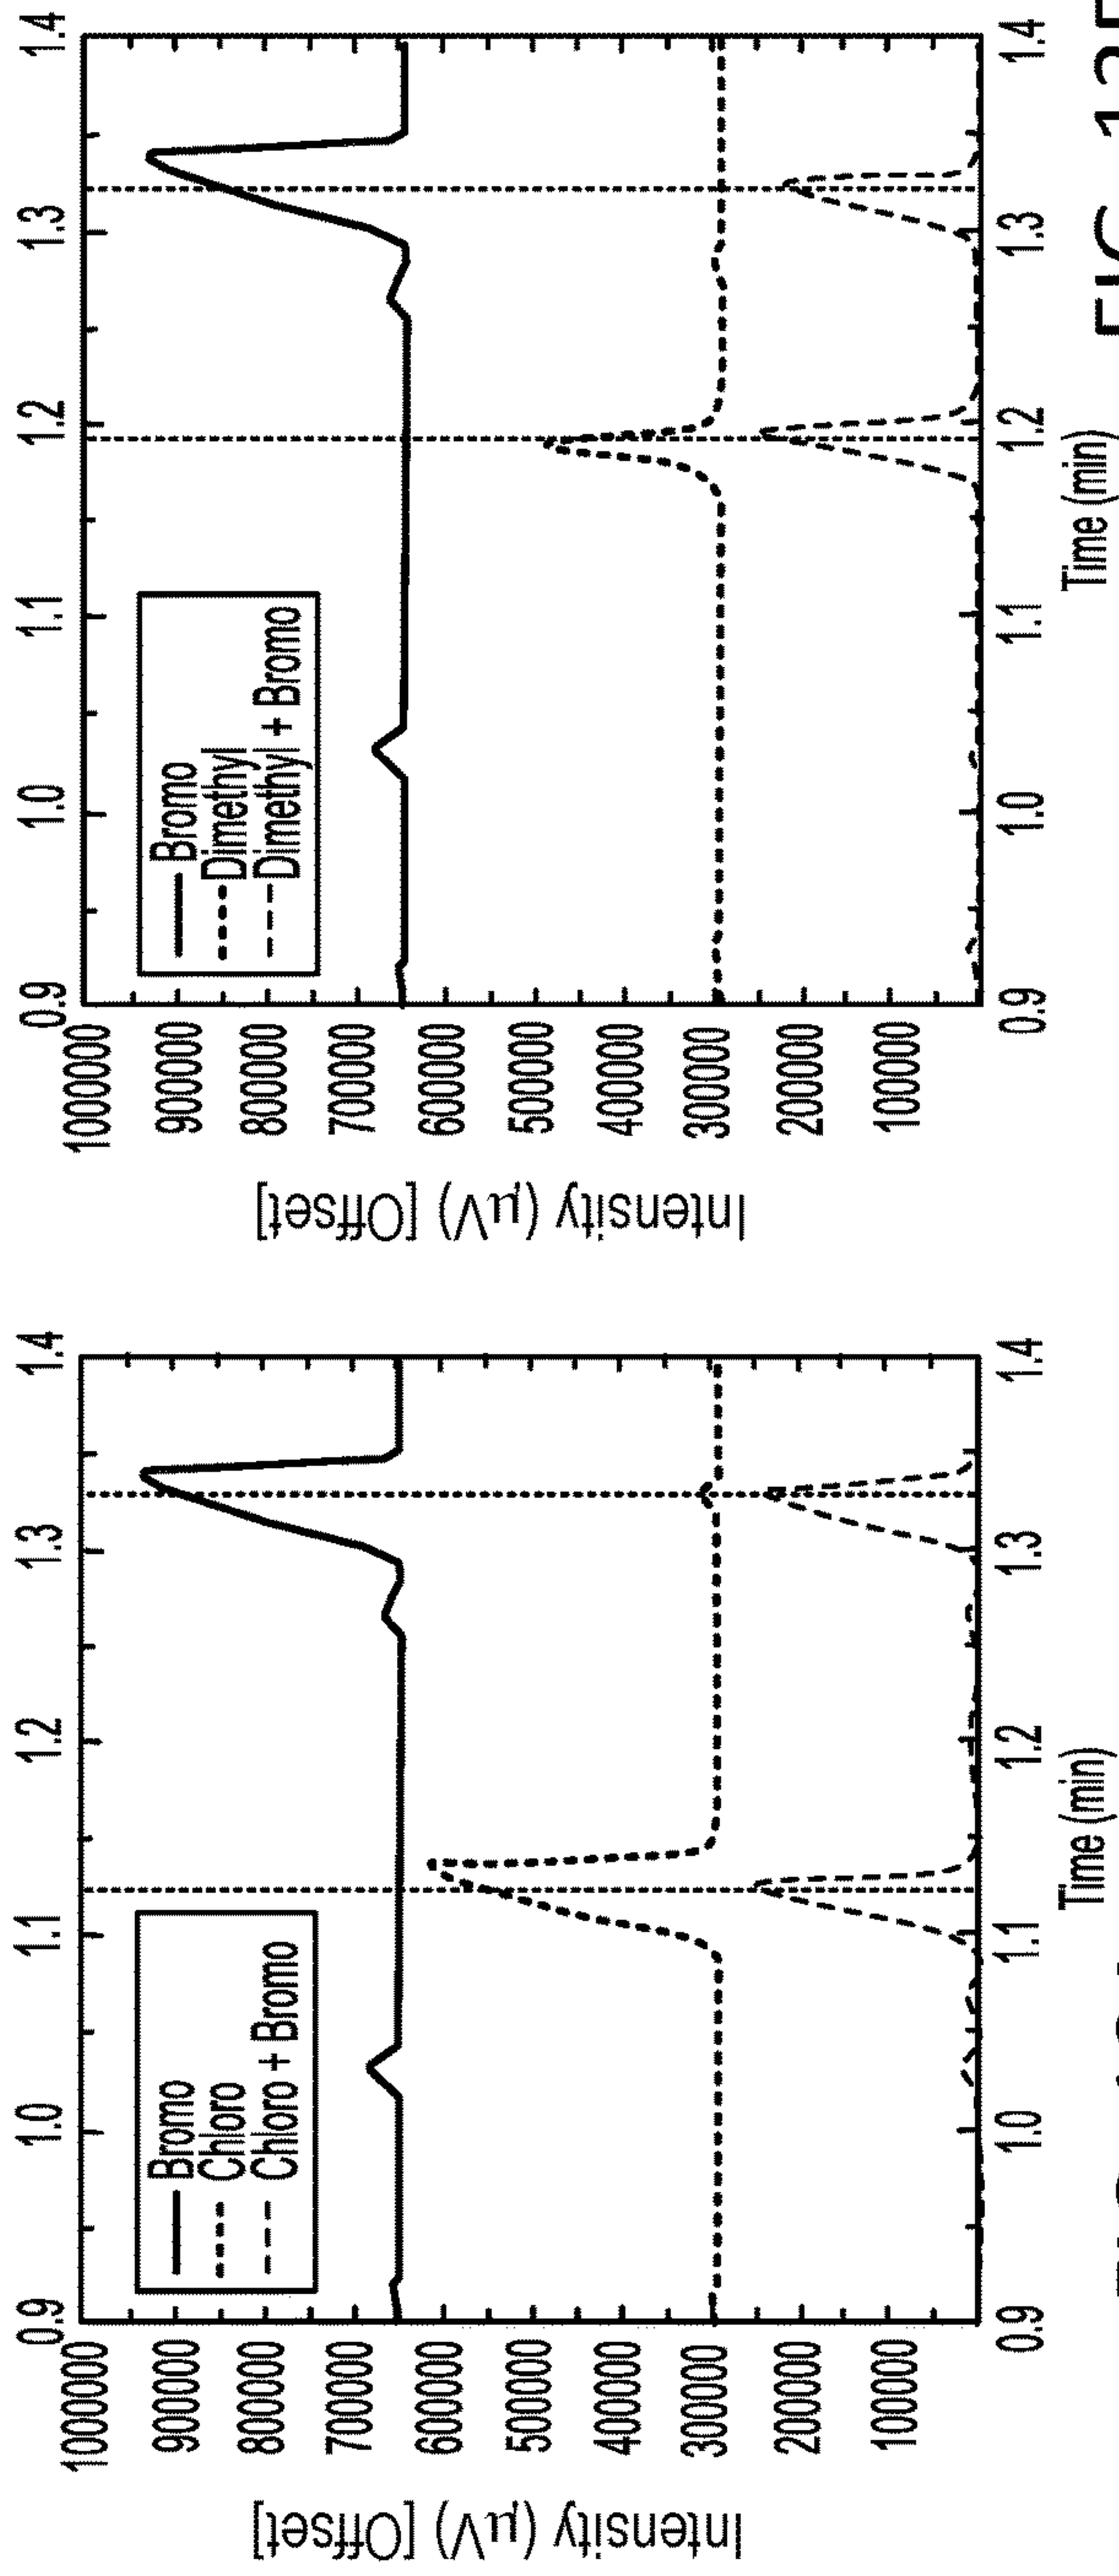 0.9 1.0 1.1 1.2 1.3 1.4
1000000
900000
800000
700000
600000
500000
400000
300000
200000
100000
Intensity (µV) [Offset]
Bromo
Chloro
Chloro + Bromo
0.9 1.0 1.1 1.2 1.3 1.4
Time (min)
0.9 1.0 1.1 1.2 1.3 1.4
1000000
900000
800000
700000
600000
500000
400000
300000
200000
100000
Intensity (µV) [Offset]
Bromo
Dimethyl
Dimethyl + Bromo
0.9 1.0 1.1 1.2 1.3 1.4
Time (min)